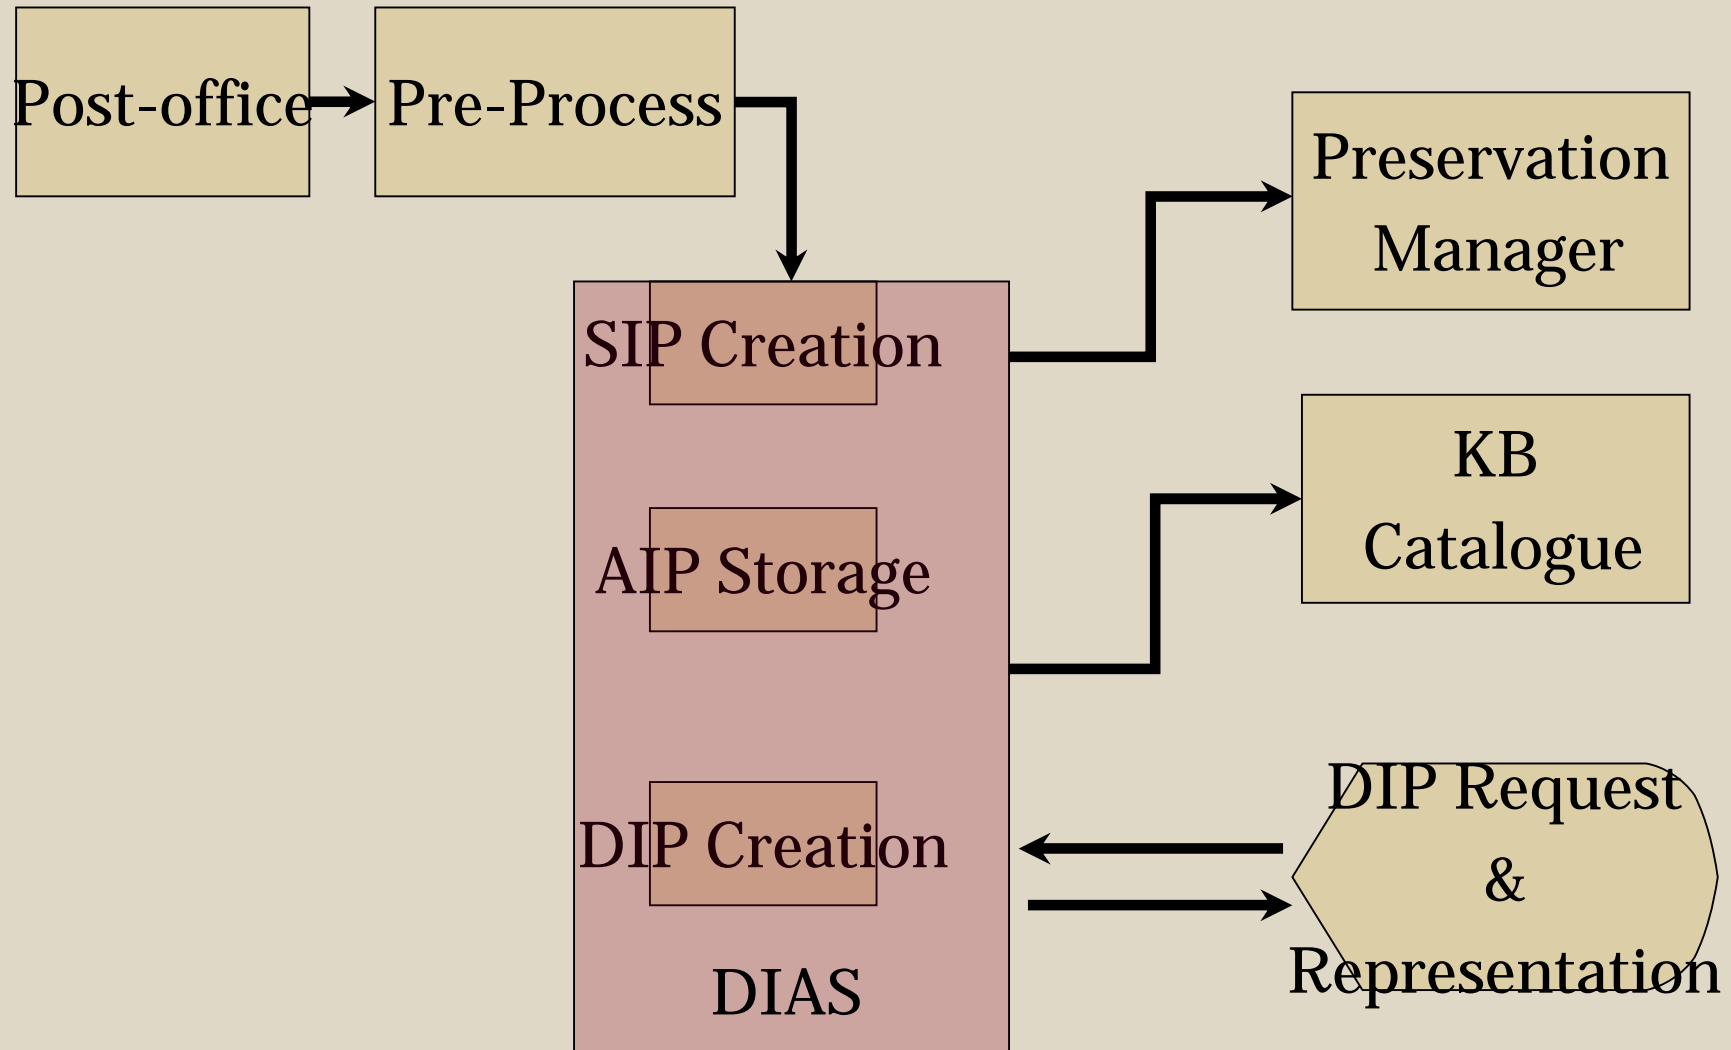 Post-office
Pre-Process
Preservation
Manager
SIP Creation
KB
Catalogue
AIP Storage
DIP Request
&
Representation
DIP Creation
DIAS